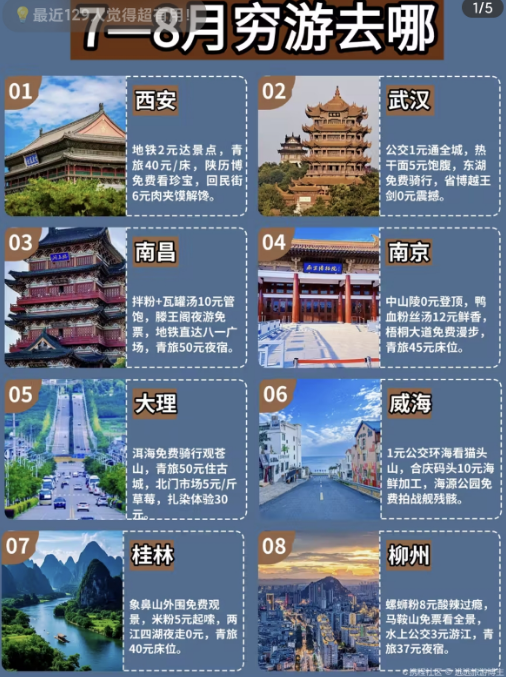 最近129人觉得超有用！
1/5
7—8月穷游去哪
01
西安
地铁2元达景点，青
旅40元/床，陕历博
免费看珍宝，回民街
6元肉夹馍解馋。
02
武汉
公交1元通全城，热
干面5元饱腹，东湖
免费骑行，省博越王
剑0元震撼。
03
南昌
拌粉+瓦罐汤10元管
饱，滕王阁夜游免
票，地铁直达八一广
场，青旅50元夜宿。
04
南京
中山陵0元登顶，鸭
血粉丝汤12元鲜香，
梧桐大道免费漫步，
青旅45元床位。
05
大理
洱海免费骑行观苍
山，青旅50元住古
城，北门市场5元/斤
草莓，扎染体验30
元。
06
威海
1元公交环海看猫头
山，合庆码头10元海
鲜加工，海源公园免
费拍战舰残骸。
07
桂林
象鼻山外围免费观
景，米粉5元起嗦，两
江四湖夜走0元，青旅
40元床位。
08
柳州
螺蛳粉8元酸辣过瘾，
马鞍山免票看全景，
水上公交3元游江，青
旅37元夜宿。